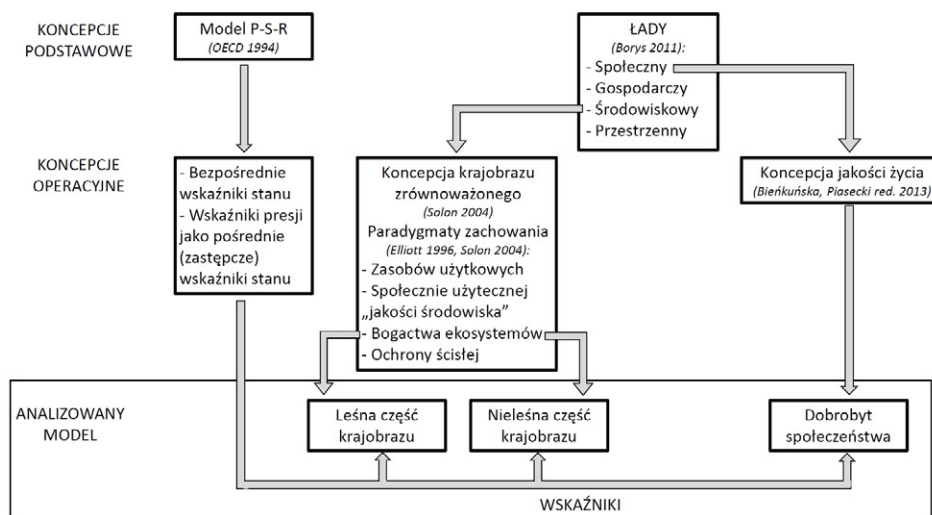 KONCEPCJE
PODSTAWOWE
Model P-S-R
(OECD 1994)
ŁADY
(Borys 2011):
- Społeczny
- Gospodarczy
- Środowiskowy
- Przestrzenny
KONCEPCJE
OPERACYJNE
- Bezpośrednie
wskaźniki stanu
- Wskaźniki presji
jako pośrednie
(zastępcze)
wskaźniki stanu
Koncepcja krajobrazu
zrównoważonego
(Solon 2004)
Paradygmaty zachowania
(Elliott 1996, Solon 2004):
- Zasobów użytkowych
- Społecznie użytecznej
„jakości środowiska”
- Bogactwa ekosystemów
- Ochrony ścisłej
Koncepcja jakości życia
(Bieńkuńska, Piasecki red. 2013)
ANALIZOWANY
MODEL
Leśna część
krajobrazu
Nieleśna część
krajobrazu
Dobrobyt
społeczeństwa
WSKAŹNIKI